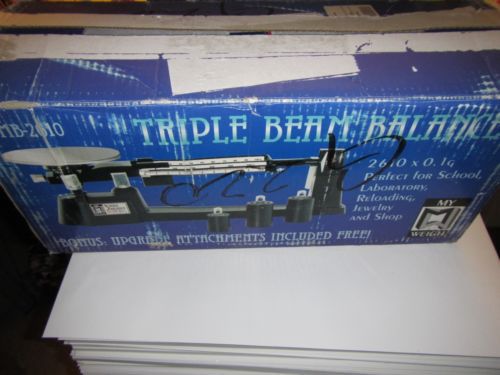 MB-2610
TRIPLE BEAM BALANCE
2610 x 0.1g
Perfect for School,
Laboratory,
Reloading,
Jewelry
and Shop
MY
WEIGH
BONUS: UPGRADE ATTACHMENTS INCLUDED FREE!